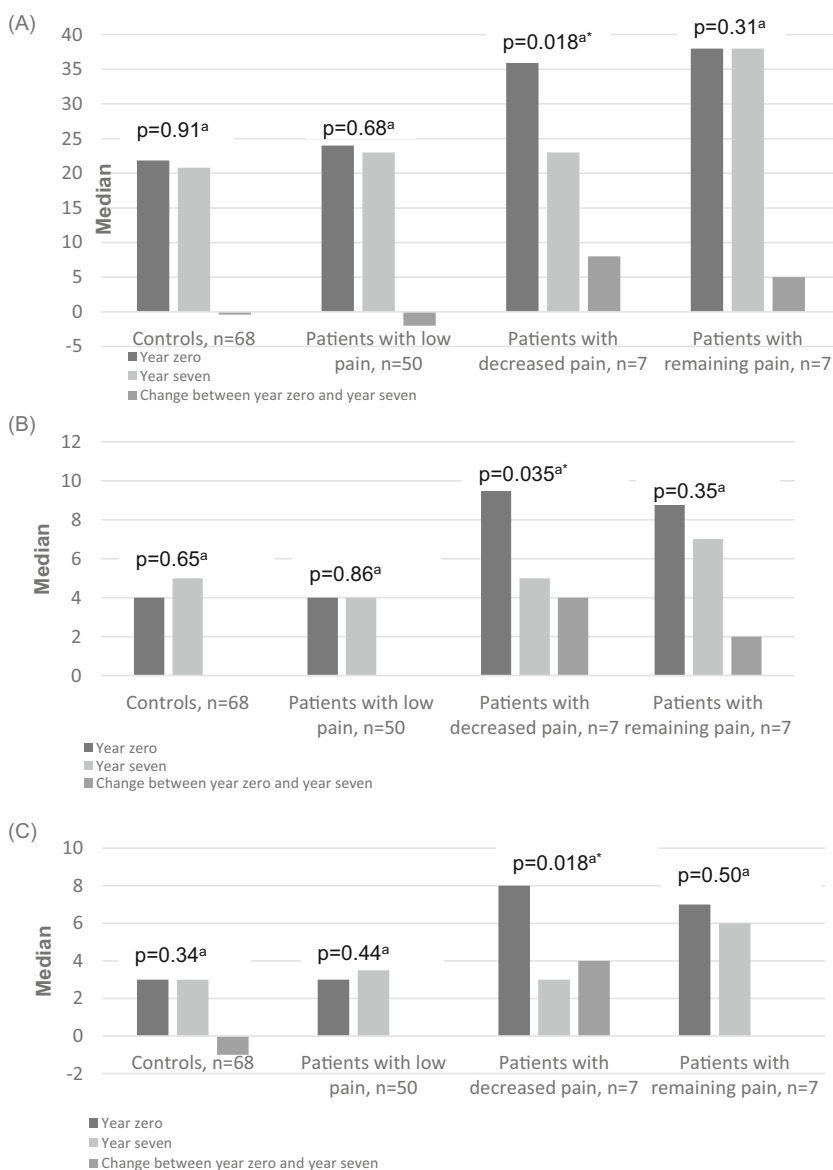 (A)
40
35
30
25
20
15
10
5
0
-5
Median
p=0.91ᵃ
p=0.68ᵃ
p=0.018ᵃ*
p=0.31ᵃ
Controls, n=68
Patients with low
pain, n=50
Patients with
decreased pain, n=7
Patients with
remaining pain, n=7
Year zero
Year seven
Change between year zero and year seven
(B)
12
10
8
6
4
2
0
Median
p=0.65ᵃ
p=0.86ᵃ
p=0.035ᵃ*
p=0.35ᵃ
Controls, n=68
Patients with low
pain, n=50
Patients with
decreased pain, n=7
Patients with
remaining pain, n=7
Year zero
Year seven
Change between year zero and year seven
(C)
10
8
6
4
2
0
-2
Median
p=0.34ᵃ
p=0.44ᵃ
p=0.018ᵃ*
p=0.50ᵃ
Controls, n=68
Patients with low
pain, n=50
Patients with
decreased pain, n=7
Patients with
remaining pain, n=7
Year zero
Year seven
Change between year zero and year seven